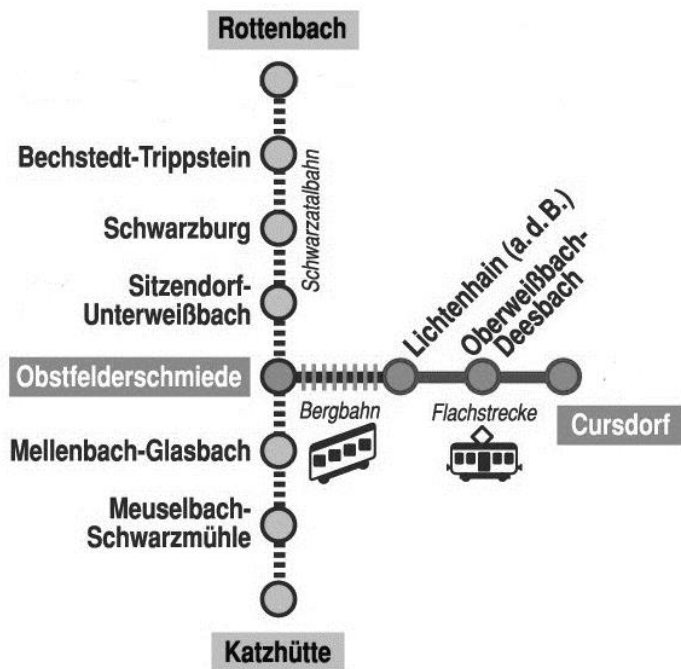 Rottenbach
Bechstedt-Trippstein
Schwarzatalbahn
Schwarzburg
Sitzendorf-
Unterweißbach
Lichtenhain (a. d. B.)
Oberweißbach-
Deesbach
Obstfelderschmiede
Bergbahn
Flachstrecke
Cursdorf
Mellenbach-Glasbach
Meuselbach-
Schwarzmühle
Katzhütte